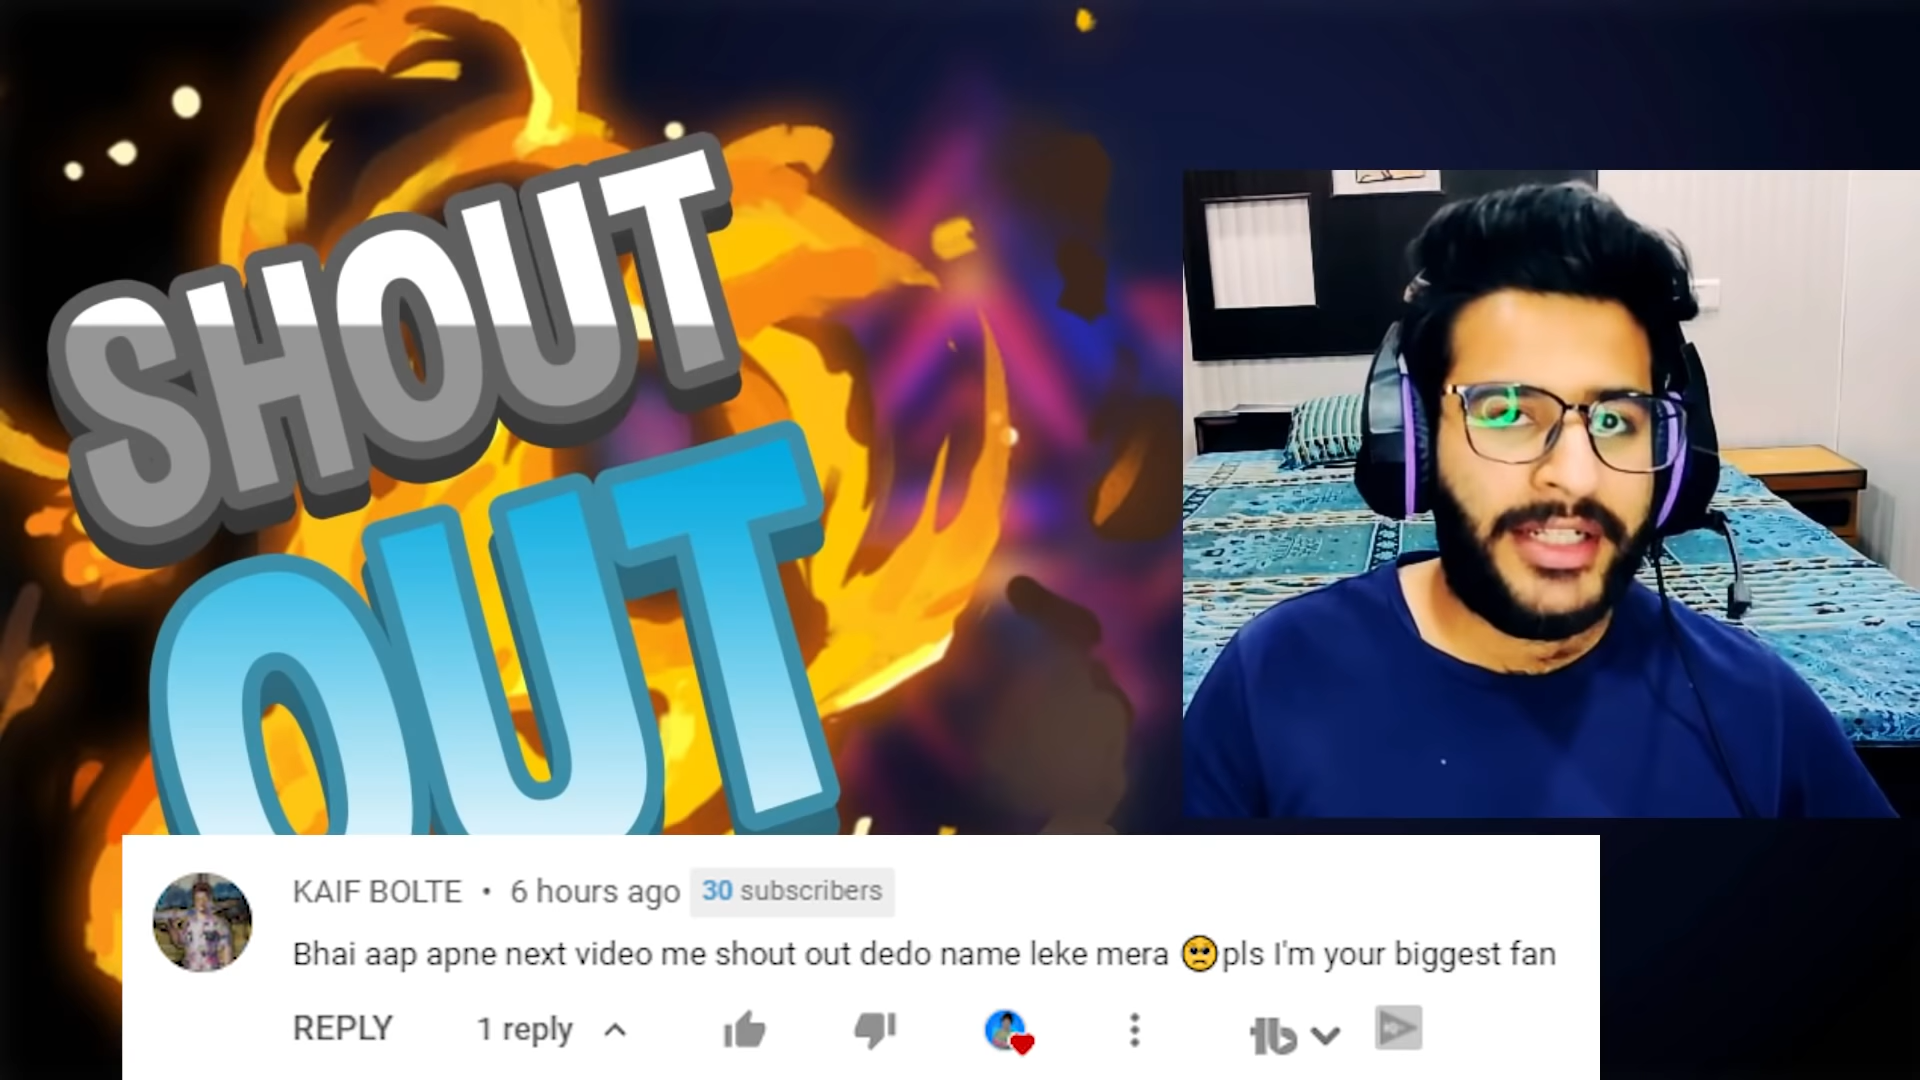 SHOUT
OUT
KAIF BOLTE • 6 hours ago 30 subscribers
Bhai aap apne next video me shout out dedo name leke mera 🥺pls I'm your biggest fan
REPLY 1 reply